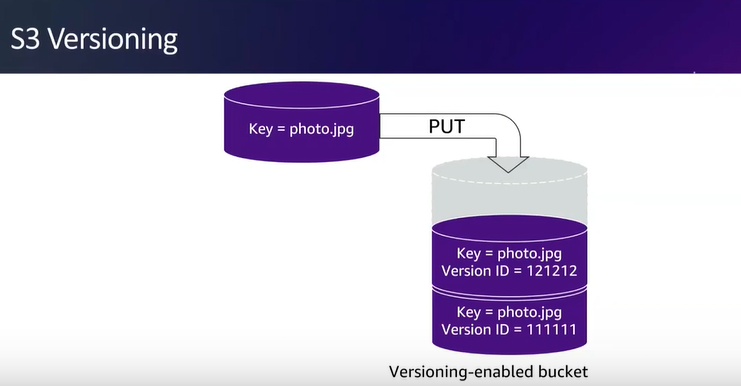 S3 Versioning
Key = photo.jpg
PUT
Key = photo.jpg
Version ID = 121212
Key = photo.jpg
Version ID = 111111
Versioning-enabled bucket